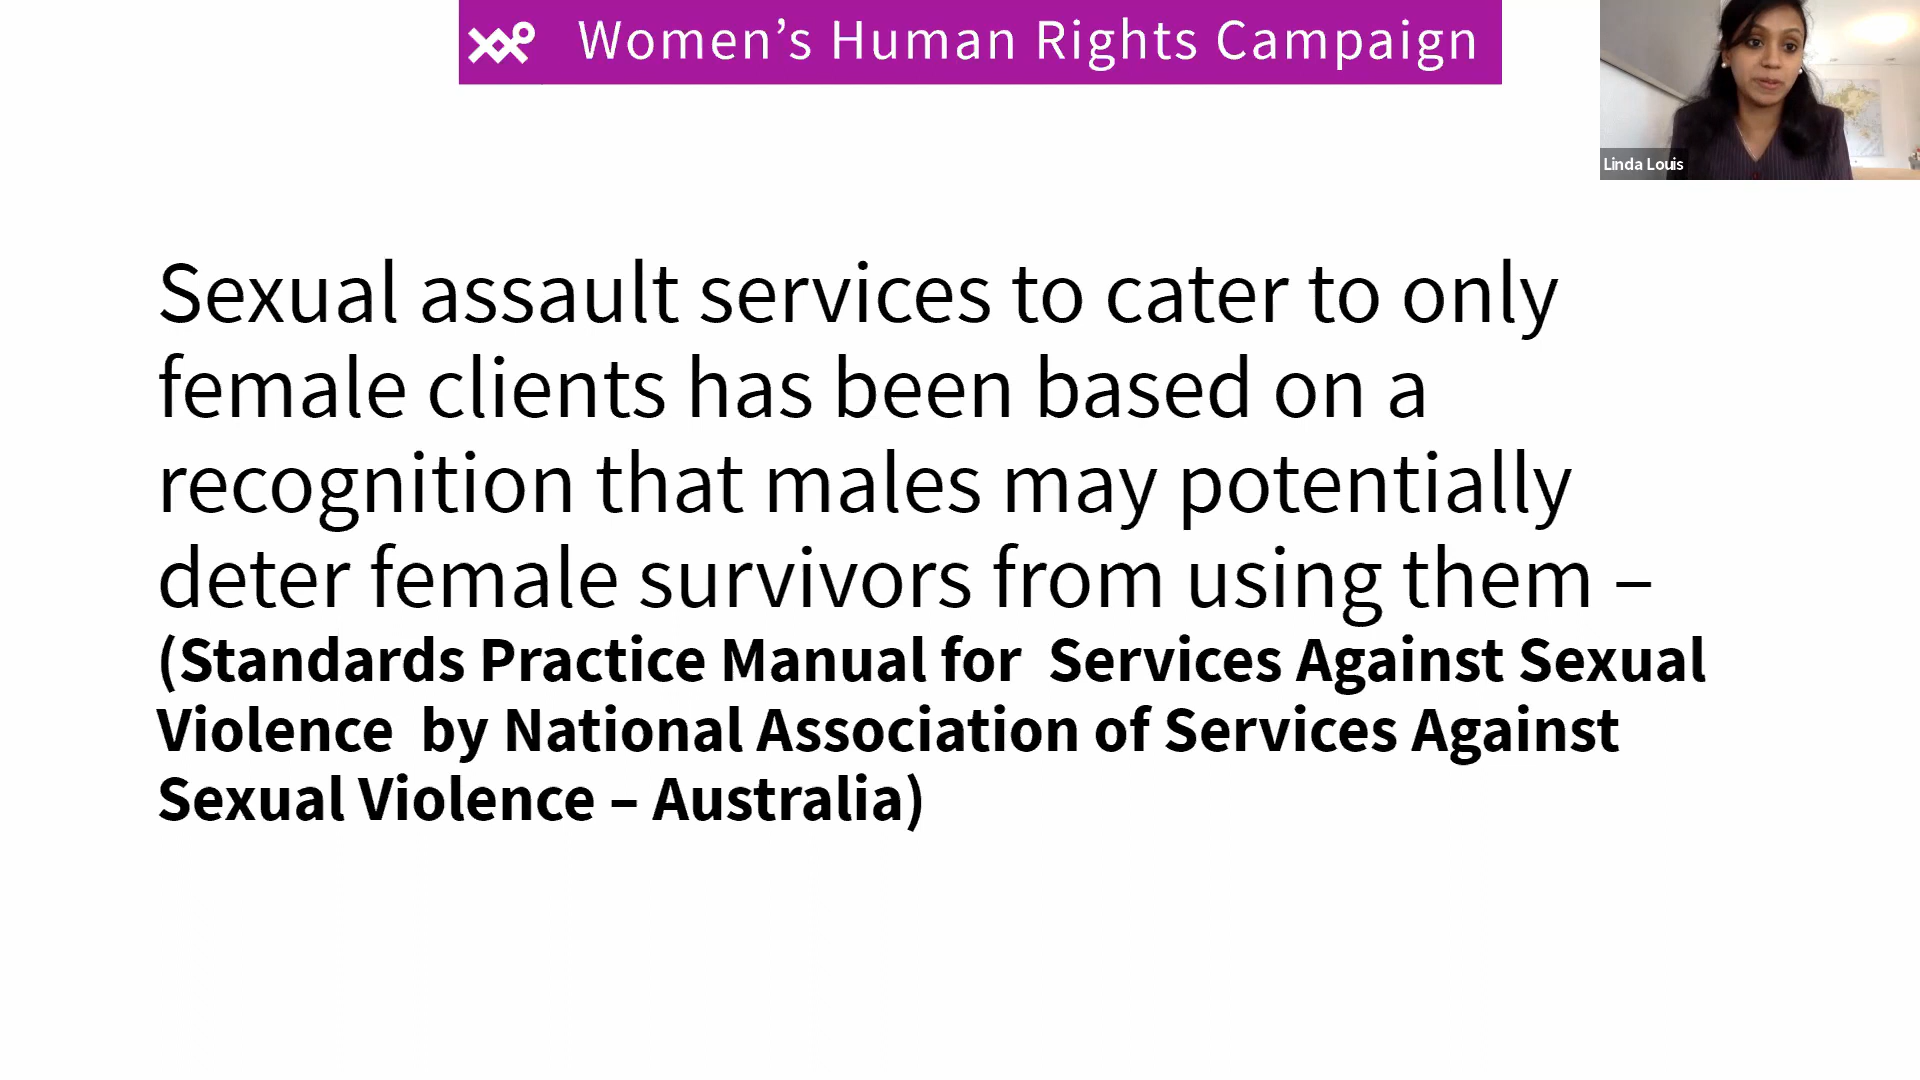 Women’s Human Rights Campaign
Linda Louis
Sexual assault services to cater to only
female clients has been based on a
recognition that males may potentially
deter female survivors from using them –
(Standards Practice Manual for  Services Against Sexual
Violence  by National Association of Services Against
Sexual Violence – Australia)